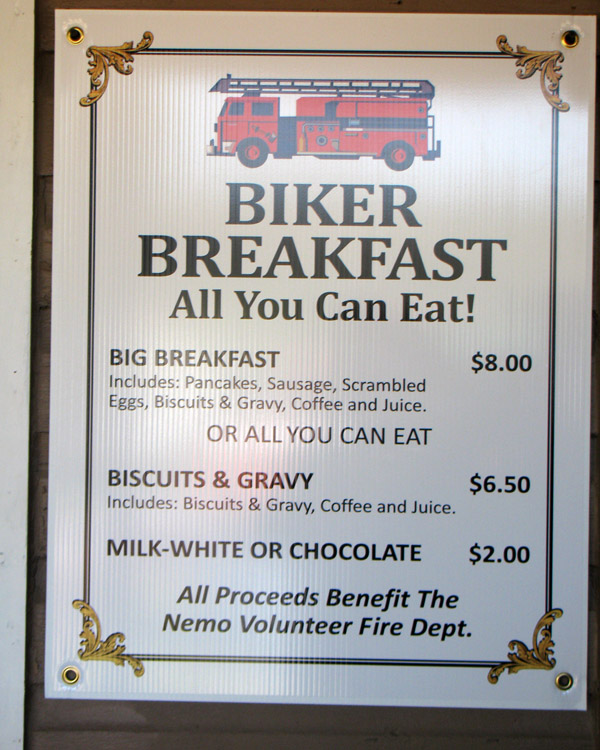 BIKER
BREAKFAST
All You Can Eat!
BIG BREAKFAST $8.00
Includes: Pancakes, Sausage, Scrambled
Eggs, Biscuits & Gravy, Coffee and Juice.
OR ALL YOU CAN EAT
BISCUITS & GRAVY $6.50
Includes: Biscuits & Gravy, Coffee and Juice.
MILK-WHITE OR CHOCOLATE $2.00
All Proceeds Benefit The
Nemo Volunteer Fire Dept.